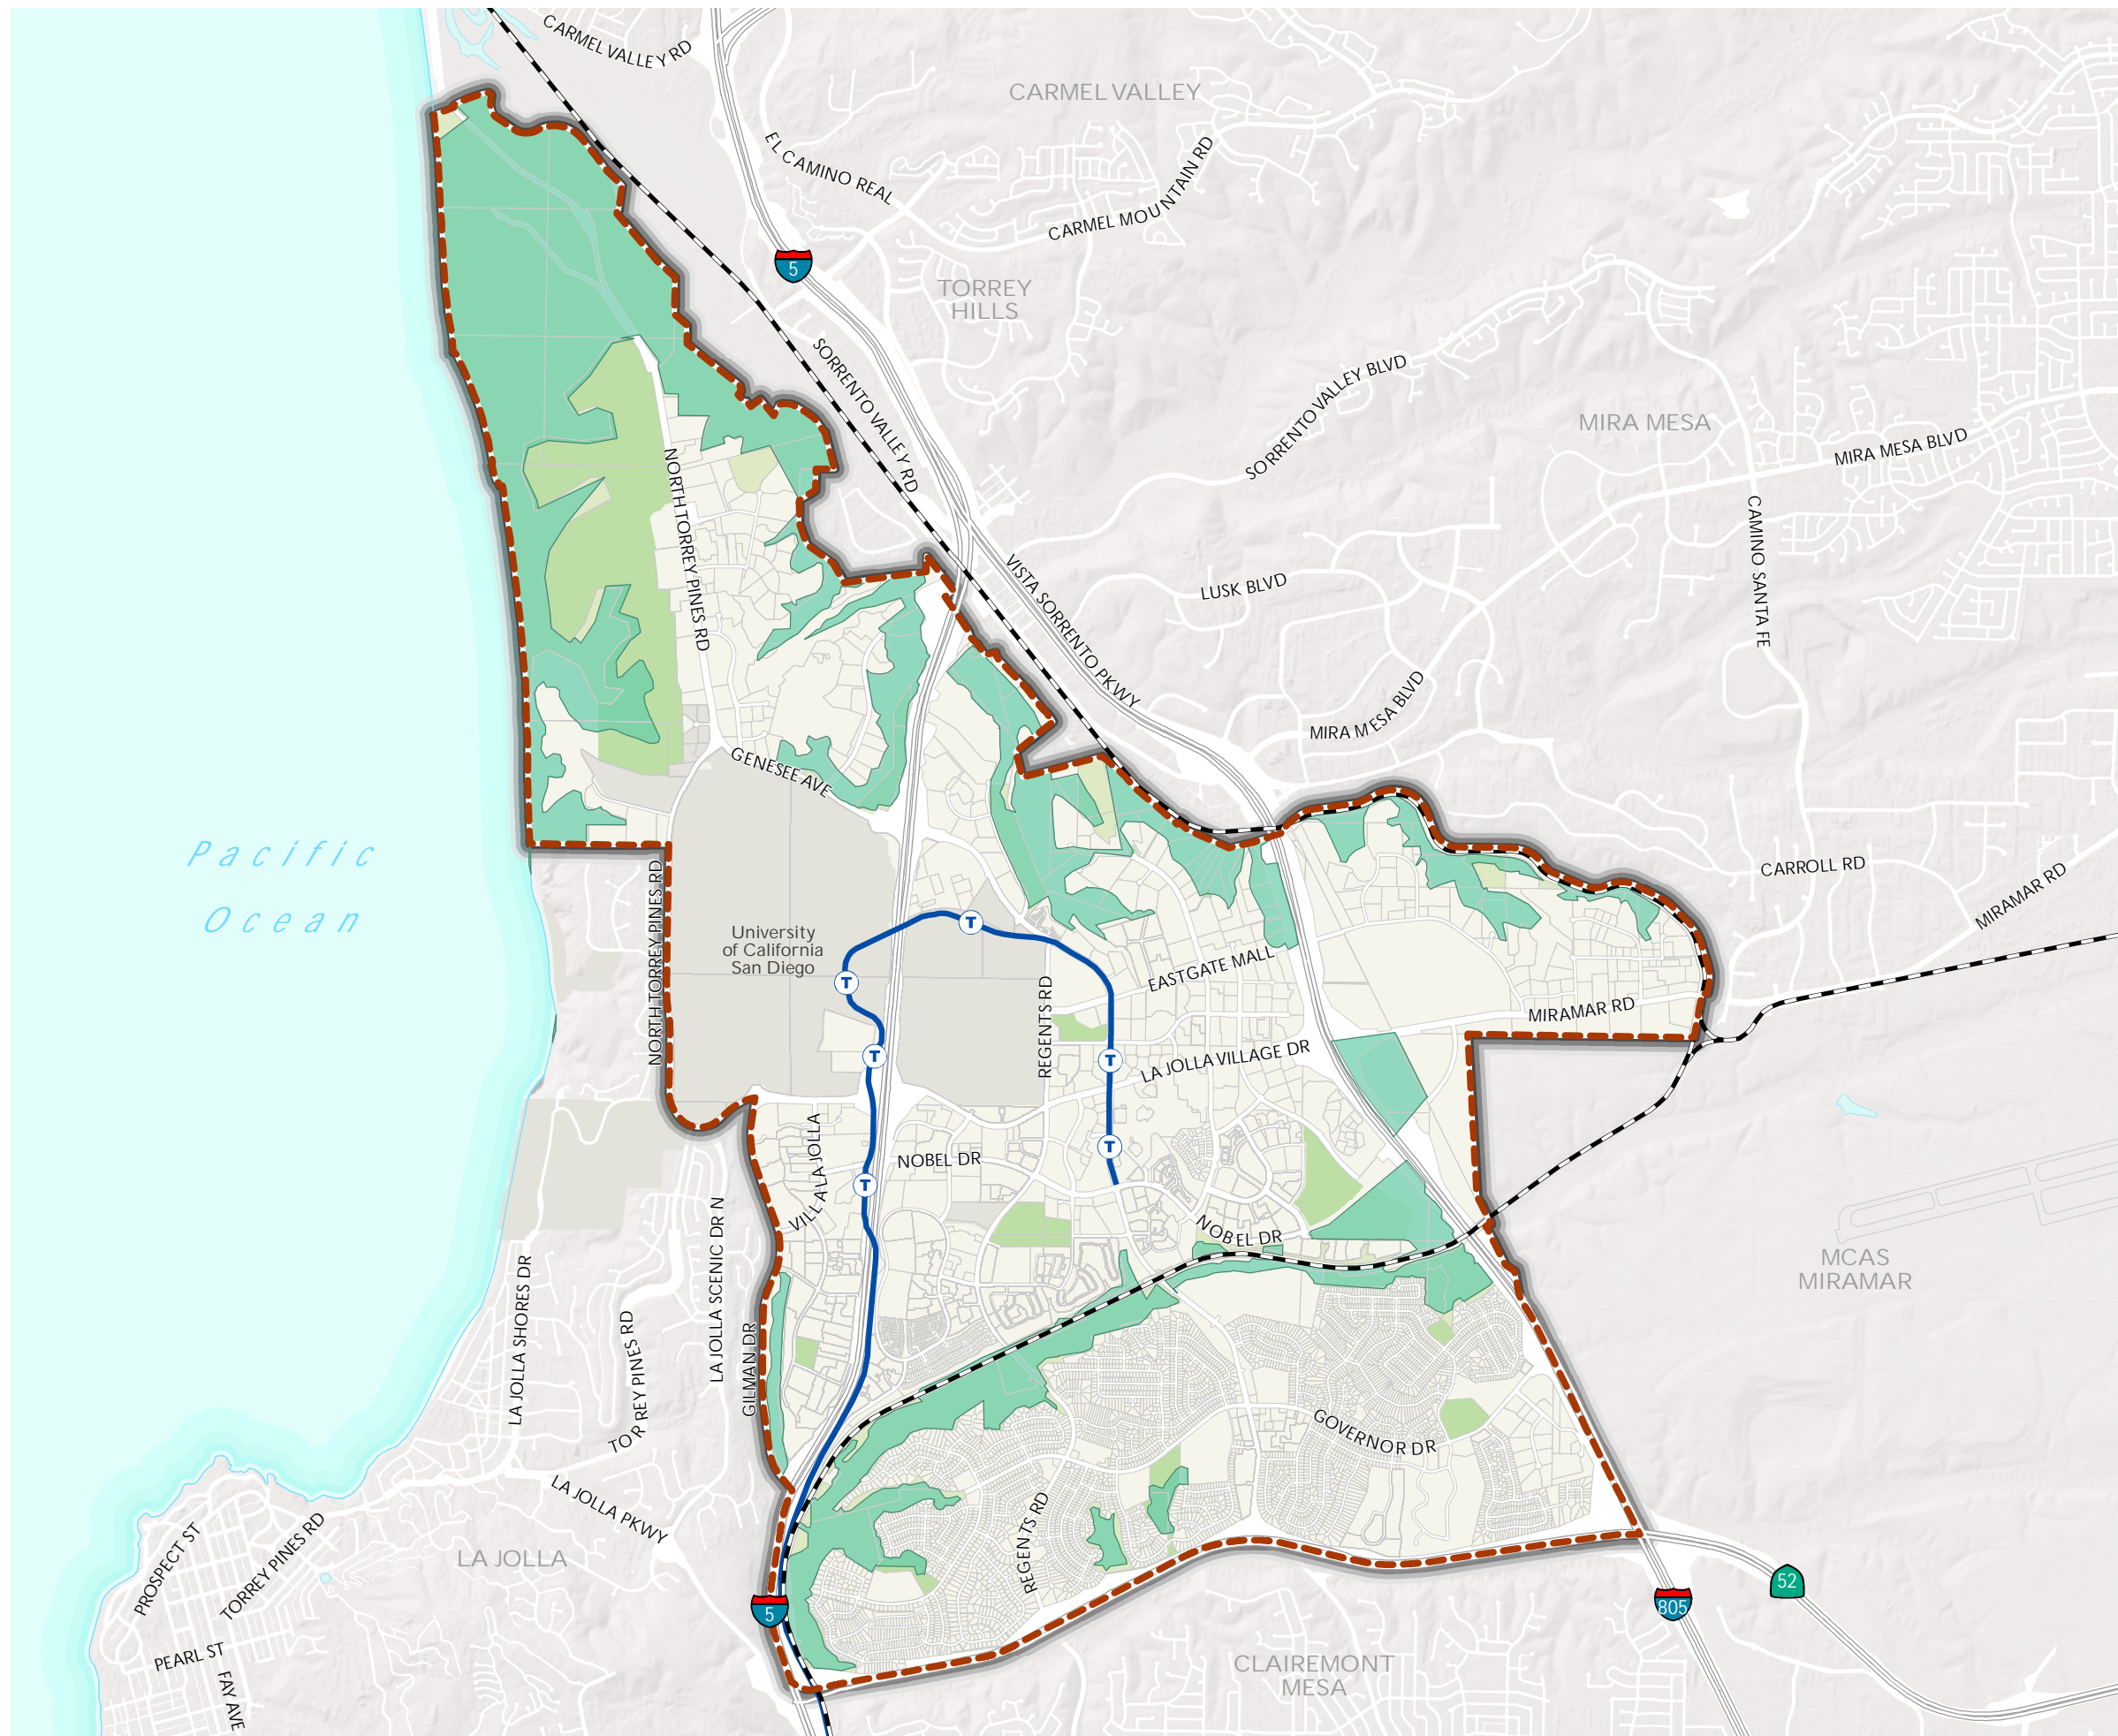 CARMEL VALLEY RD
CARMEL VALLEY
EL CAMINO REAL
CARMEL MOUNTAIN RD
5
TORREY
HILLS
SORRENTO VALLEY RD
SORRENTO VALLEY BLVD
MIRA MESA
MIRA MESA BLVD
NORTH TORREY PINES RD
CAMINO SANTA FE
VISTA SORRENTO PKWY
LUSK BLVD
MIRA MESA BLVD
GENESEE AVE
Pacific
Ocean
CARROLL RD
MIRAMAR RD
NORTH TORREY PINES RD
University
of California
San Diego
T
T
T
T
T
T
REGENTS RD
EASTGATE MALL
MIRAMAR RD
LA JOLLA VILLAGE DR
VILLA LA JOLLA
NOBEL DR
NOBEL DR
LA JOLLA SHORES DR
TORREY PINES RD
LA JOLLA SCENIC DR N
GILMAN DR
MCAS
MIRAMAR
GOVERNOR DR
LA JOLLA PKWY
REGENTS RD
PROSPECT ST
TORREY PINES RD
LA JOLLA
5
805
52
PEARL ST
FAY AVE
CLAIREMONT
MESA